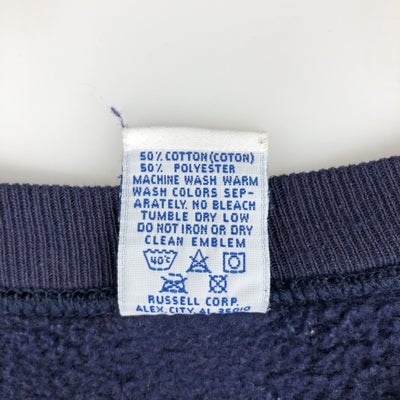 50% COTTON (COTON)
50% POLYESTER
MACHINE WASH WARM
WASH COLORS SEP-
ARATELY. NO BLEACH
TUMBLE DRY LOW
DO NOT IRON OR DRY
CLEAN EMBLEM
40°C
RUSSELL CORP.
ALEX. CITY, AL 35010